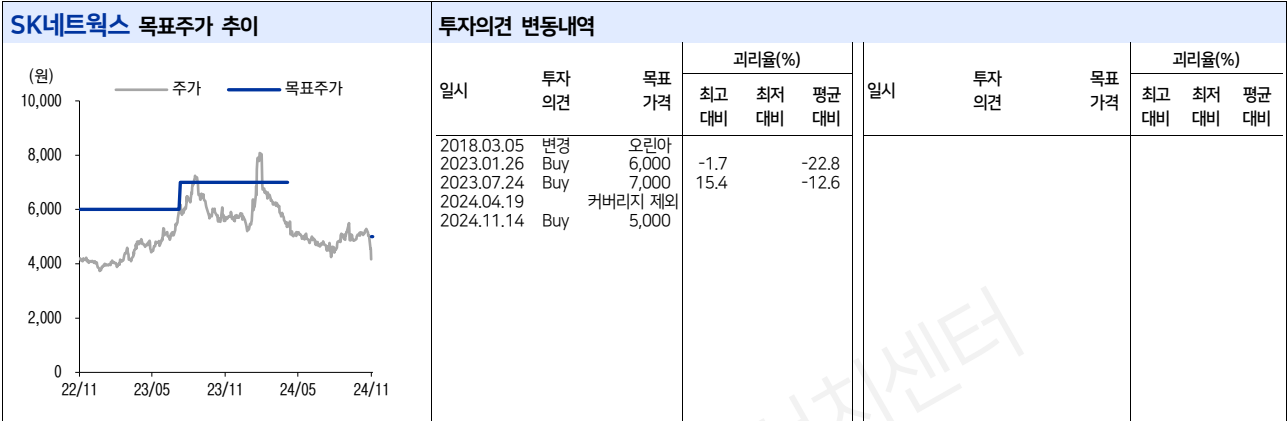 SK네트웍스 목표주가 추이
(원)
주가
목표주가
10,000
8,000
6,000
4,000
2,000
0
22/11 23/05 23/11 24/05 24/11
투자의견 변동내역
일시 투자의견 목표가격 괴리율(%)
최고대비 최저대비 평균대비
2018.03.05 변경 오린아
2023.01.26 Buy 6,000 -1.7 -22.8
2023.07.24 Buy 7,000 15.4 -12.6
2024.04.19 커버리지 제외
2024.11.14 Buy 5,000
일시 투자의견 목표가격 괴리율(%)
최고대비 최저대비 평균대비
센터